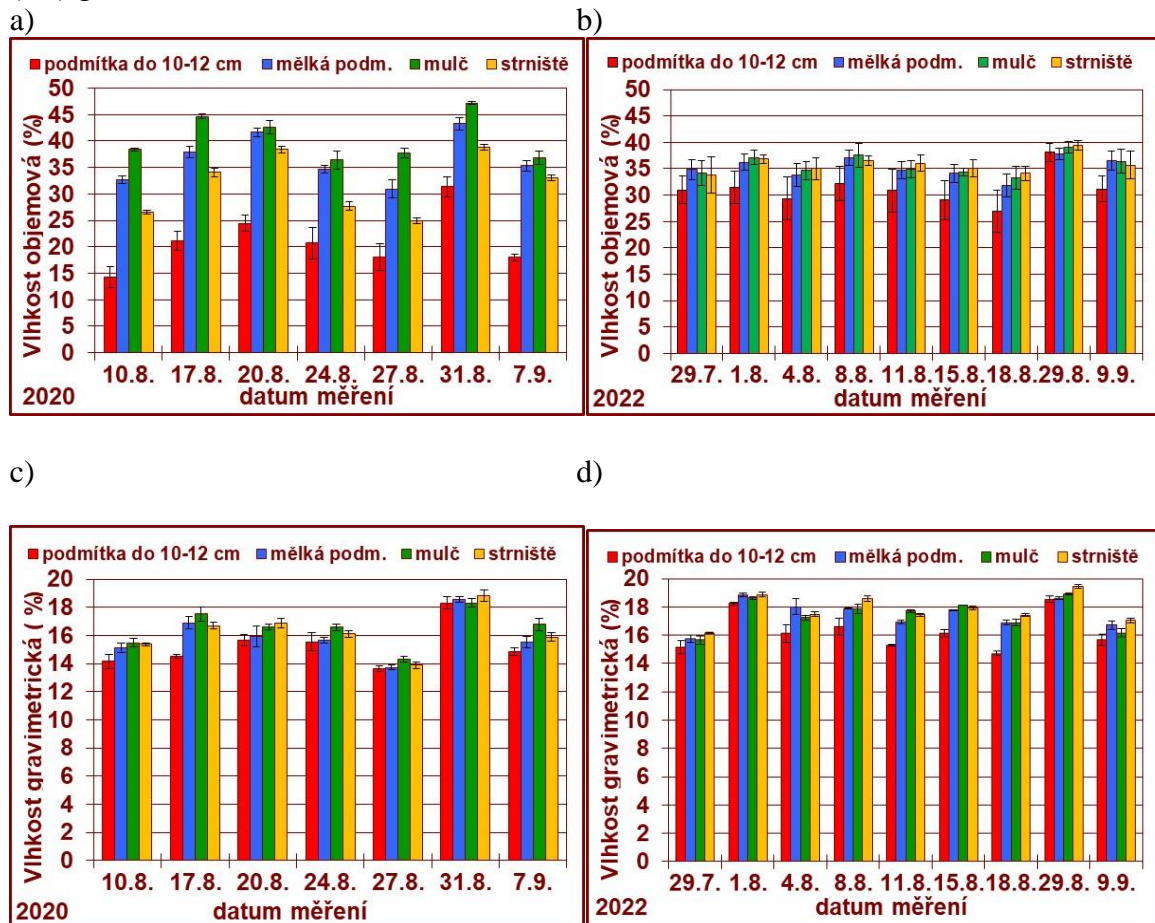 a)
podmítka do 10-12 cm mělká podm. mulč strniště
Vlhkost objemová (%)
50
45
40
35
30
25
20
15
10
5
0
10.8. 17.8. 20.8. 24.8. 27.8. 31.8. 7.9.
2020 datum měření
b)
podmítka do 10-12 cm mělká podm. mulč strniště
Vlhkost objemová (%)
50
45
40
35
30
25
20
15
10
5
0
29.7. 1.8. 4.8. 8.8. 11.8. 15.8. 18.8. 29.8. 9.9.
2022 datum měření
c)
podmítka do 10-12 cm mělká podm. mulč strniště
Vlhkost gravimetrická ( %)
20
18
16
14
12
10
8
6
4
2
0
10.8. 17.8. 20.8. 24.8. 27.8. 31.8. 7.9.
2020 datum měření
d)
podmítka do 10-12 cm mělká podm. mulč strniště
Vlhkost gravimetrická (%)
20
18
16
14
12
10
8
6
4
2
0
29.7. 1.8. 4.8. 8.8. 11.8. 15.8. 18.8. 29.8. 9.9.
2022 datum měření